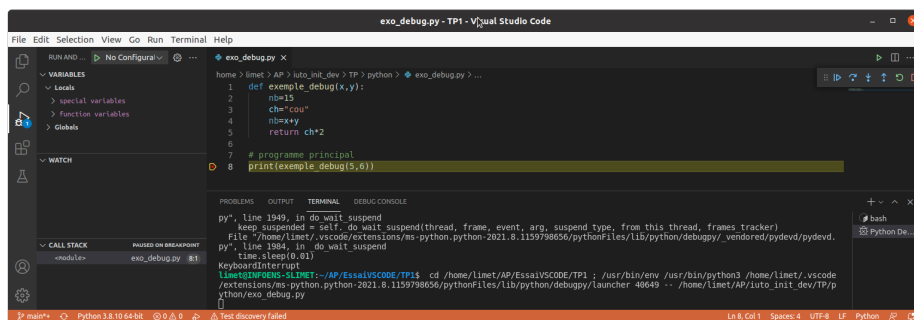 exo_debug.py - TP1 - Visual Studio Code
File Edit Selection View Go Run Terminal Help
RUN AND ... No Configurai
VARIABLES
Locals
special variables
function variables
Globals
WATCH
CALL STACK PAUSED ON BREAKPOINT
<module> exo_debug.py 8:1
exo_debug.py ×
home > limet > AP > iuto_init_dev > TP > python > exo_debug.py > ...
1 def exemple_debug(x,y):
2 nb=15
3 ch="cou"
4 nb=x+y
5 return ch*2
6
7 # programme principal
8 print(exemple_debug(5,6))
PROBLEMS OUTPUT TERMINAL DEBUG CONSOLE
py", line 1949, in do_wait_suspend
keep_suspended = self._do_wait_suspend(thread, frame, event, arg, suspend_type, from_this_thread, frames_tracker)
File "/home/limet/.vscode/extensions/ms-python.python-2021.8.1159798656/pythonFiles/lib/python/debugpy/_vendored/pydevd/pydevd.
py", line 1984, in _do_wait_suspend
time.sleep(0.01)
KeyboardInterrupt
limet@INFOENS-SLIMET:~/AP/EssaiVSCODE/TP1$ cd /home/limet/AP/EssaiVSCODE/TP1 ; /usr/bin/env /usr/bin/python3 /home/limet/.vscode
/extensions/ms-python.python-2021.8.1159798656/pythonFiles/lib/python/debugpy/launcher 40649 -- /home/limet/AP/iuto_init_dev/TP/p
ython/exo_debug.py
bash
Python De...
main*+ Python 3.8.10 64-bit 0 0 Test discovery failed Ln 8, Col 1 Spaces: 4 UTF-8 LF Python